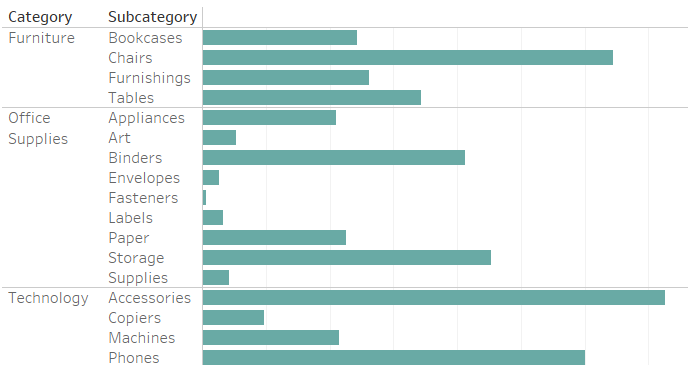 Category Subcategory
Furniture Bookcases
Chairs
Furnishings
Tables
Office Appliances
Supplies Art
Binders
Envelopes
Fasteners
Labels
Paper
Storage
Supplies
Technology Accessories
Copiers
Machines
Phones